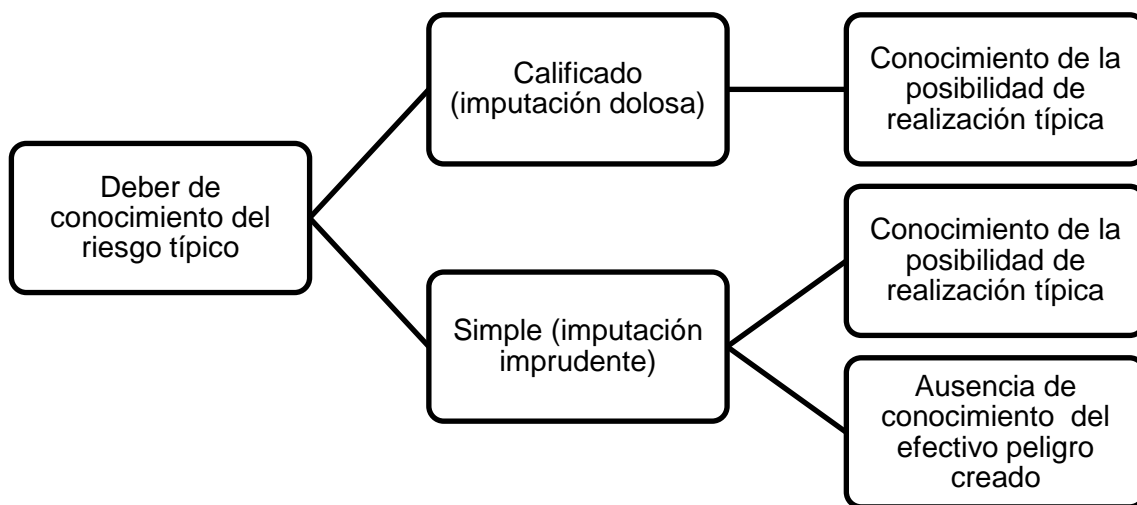 Deber de
conocimiento del
riesgo típico
Calificado
(imputación dolosa)
Conocimiento de la
posibilidad de
realización típica
Simple (imputación
imprudente)
Conocimiento de la
posibilidad de
realización típica
Ausencia de
conocimiento del
efectivo peligro
creado